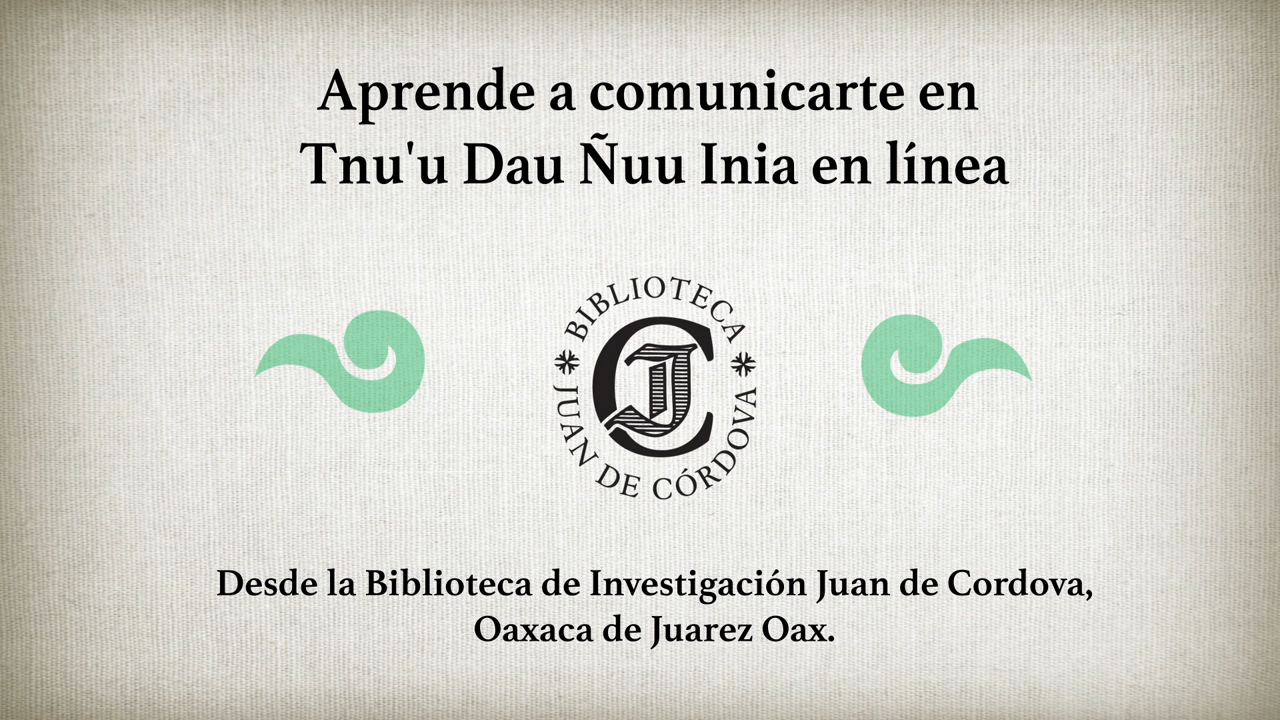 Aprende a comunicarte en
Tnu'u Dau Ñuu Inia en línea
BIBLIOTECA
JUAN DE CÓRDOVA
CJ
Desde la Biblioteca de Investigación Juan de Cordova,
Oaxaca de Juarez Oax.